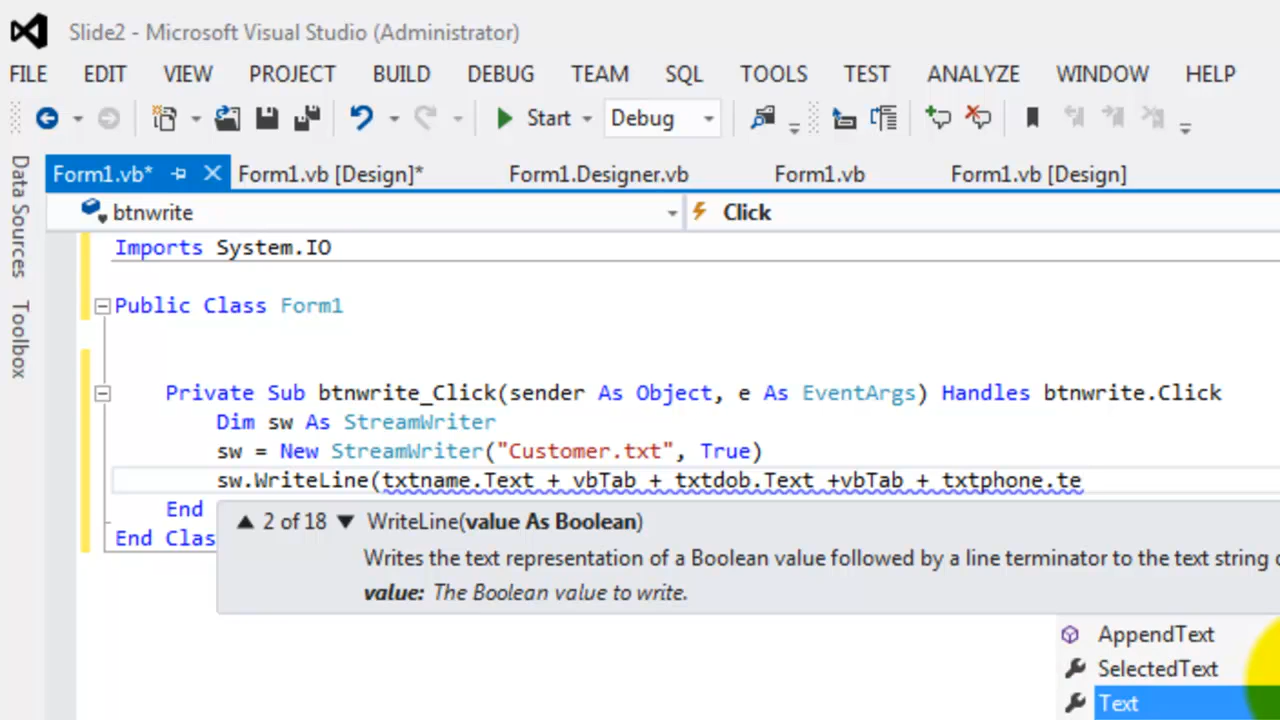 Slide2 - Microsoft Visual Studio (Administrator)
FILE EDIT VIEW PROJECT BUILD DEBUG TEAM SQL TOOLS TEST ANALYZE WINDOW HELP
Start Debug
Form1.vb* Form1.vb [Design]* Form1.Designer.vb Form1.vb Form1.vb [Design]
btnwrite Click
Data Sources
Toolbox
Imports System.IO
Public Class Form1
Private Sub btnwrite_Click(sender As Object, e As EventArgs) Handles btnwrite.Click
Dim sw As StreamWriter
sw = New StreamWriter("Customer.txt", True)
sw.WriteLine(txtname.Text + vbTab + txtdob.Text +vbTab + txtphone.te
End
End Clas
2 of 18 WriteLine(value As Boolean)
Writes the text representation of a Boolean value followed by a line terminator to the text string
value: The Boolean value to write.
AppendText
SelectedText
Text